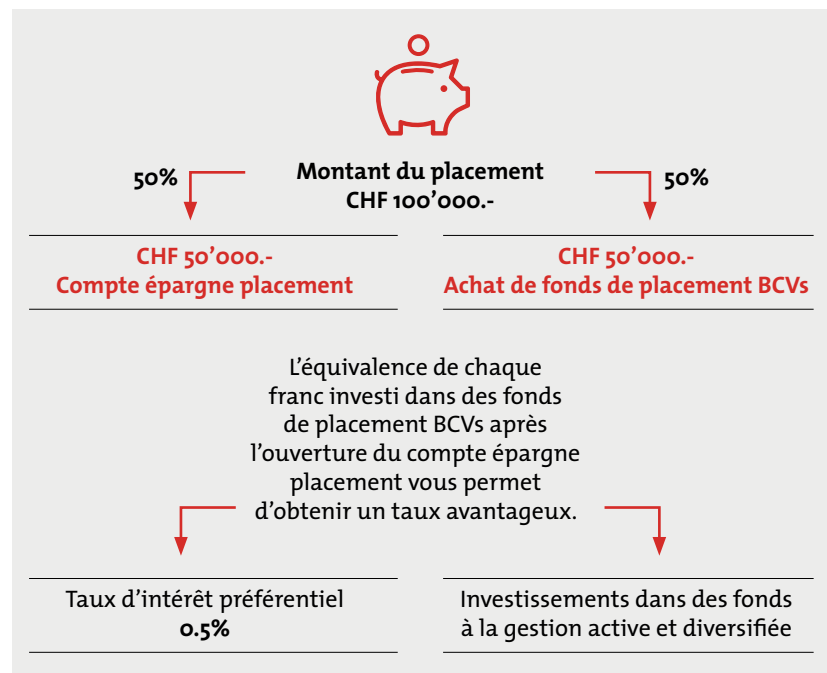 50%
Montant du placement
CHF 100’000.-
50%
CHF 50’000.-
Compte épargne placement
CHF 50’000.-
Achat de fonds de placement BCVs
L’équivalence de chaque
franc investi dans des fonds
de placement BCVs après
l’ouverture du compte épargne
placement vous permet
d’obtenir un taux avantageux.
Taux d’intérêt préférentiel
0.5%
Investissements dans des fonds
à la gestion active et diversifiée